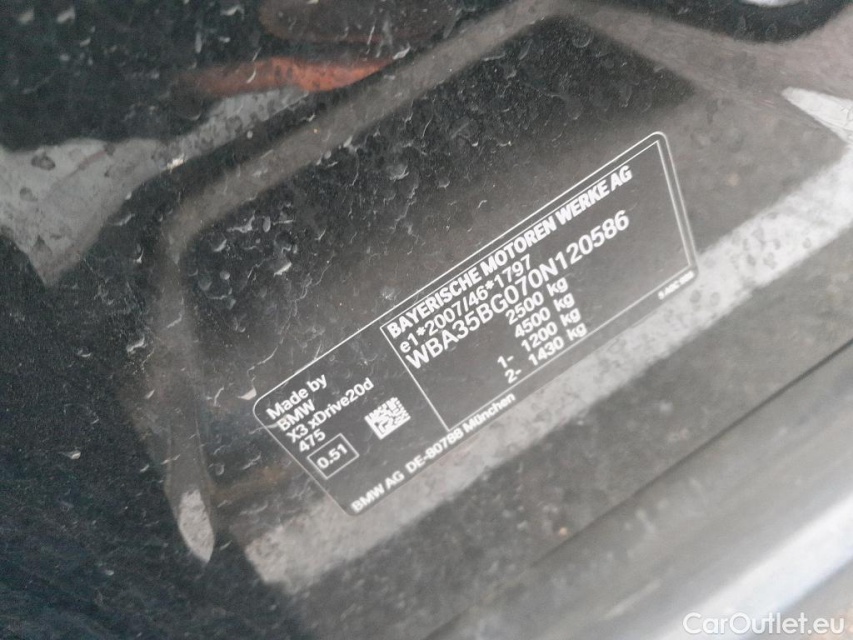 BAYERISCHE MOTOREN WERKE AG
e1*2007/46*1797
WBA35BG070N120586
2500 kg
4500 kg
1- 1200 kg
2- 1430 kg
Made by
BMW
X3 xDrive20d
475
0.51
BMW AG DE-80788 München
CarOutlet.eu